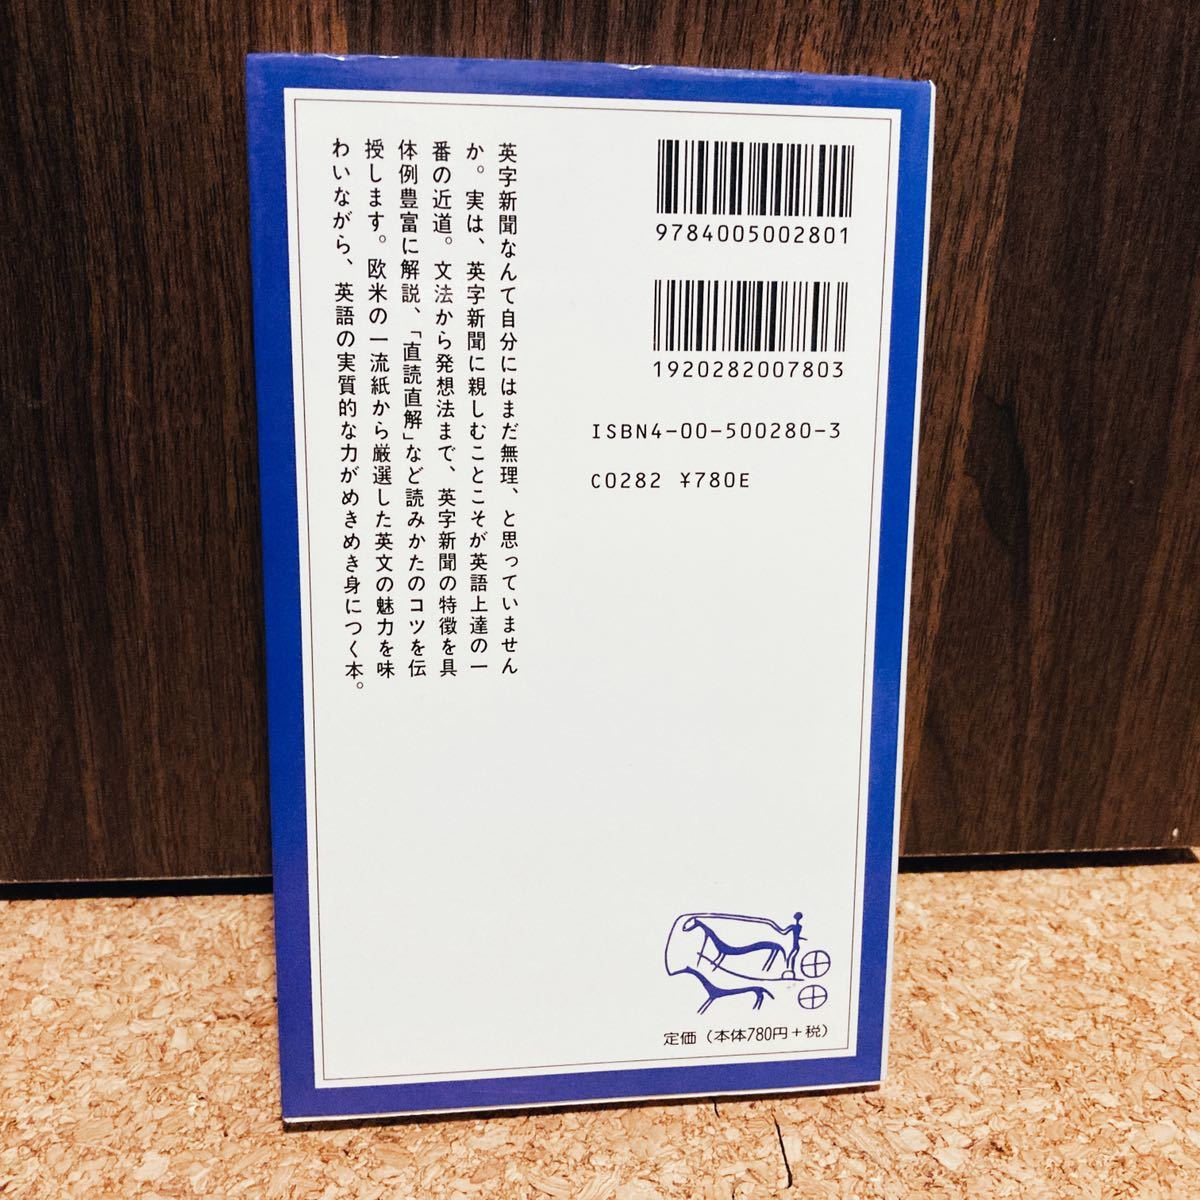 9784005002801
1920282007803
ISBN4-00-500280-3
C0282 ¥780E
英字新聞なんて自分にはまだ無理、と思っていません
か。実は、英字新聞に親しむことこそが英語上達の一
番の近道。文法から発想法まで、英字新聞の特徴を具
体例豊富に解説、「直読直解」など読みかたのコツを伝
授します。欧米の一流紙から厳選した英文の魅力を味
わいながら、英語の実質的な力がめきめき身につく本。
定価（本体780円＋税）